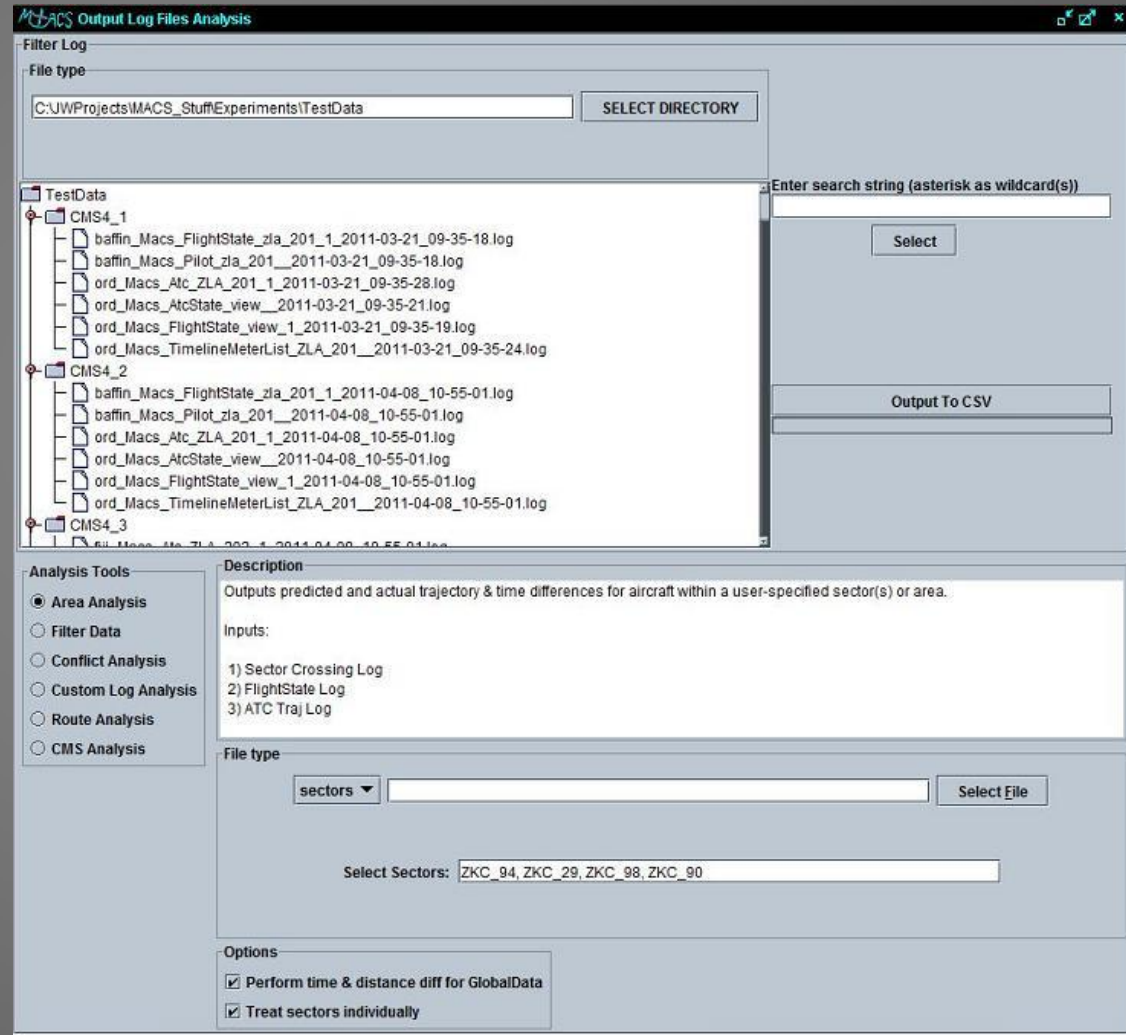 MACS Output Log Files Analysis
Filter Log
File type
C:\JWProjects\MACS_Stuff\Experiments\TestData
SELECT DIRECTORY
TestData
CMS4_1
baffin_Macs_FlightState_zla_201_1_2011-03-21_09-35-18.log
baffin_Macs_Pilot_zla_201__2011-03-21_09-35-18.log
ord_Macs_Atc_ZLA_201_1_2011-03-21_09-35-28.log
ord_Macs_AtcState_view__2011-03-21_09-35-21.log
ord_Macs_FlightState_view_1_2011-03-21_09-35-19.log
ord_Macs_TimelineMeterList_ZLA_201__2011-03-21_09-35-24.log
CMS4_2
baffin_Macs_FlightState_zla_201_1_2011-04-08_10-55-01.log
baffin_Macs_Pilot_zla_201__2011-04-08_10-55-01.log
ord_Macs_Atc_ZLA_201_1_2011-04-08_10-55-01.log
ord_Macs_AtcState_view__2011-04-08_10-55-01.log
ord_Macs_FlightState_view_1_2011-04-08_10-55-01.log
ord_Macs_TimelineMeterList_ZLA_201__2011-04-08_10-55-01.log
CMS4_3
Enter search string (asterisk as wildcard(s))
Select
Output To CSV
Analysis Tools
Area Analysis
Filter Data
Conflict Analysis
Custom Log Analysis
Route Analysis
CMS Analysis
Description
Outputs predicted and actual trajectory & time differences for aircraft within a user-specified sector(s) or area.
Inputs:
1) Sector Crossing Log
2) FlightState Log
3) ATC Traj Log
File type
sectors
Select File
Select Sectors: ZKC_94, ZKC_29, ZKC_98, ZKC_90
Options
Perform time & distance diff for GlobalData
Treat sectors individually